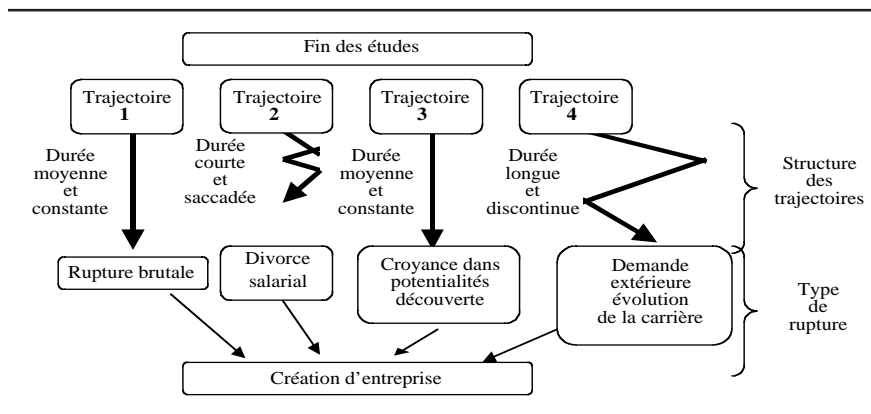 Fin des études
Trajectoire
1
Trajectoire
2
Trajectoire
3
Trajectoire
4
Durée
moyenne
et
constante
Durée
courte
et
saccadée
Durée
moyenne
et
constante
Durée
longue
et
discontinue
Structure
des
trajectoires
Rupture brutale
Divorce
salarial
Croyance dans
potentialités
découverte
Demande
extérieure
évolution
de la carrière
Type
de
rupture
Création d’entreprise